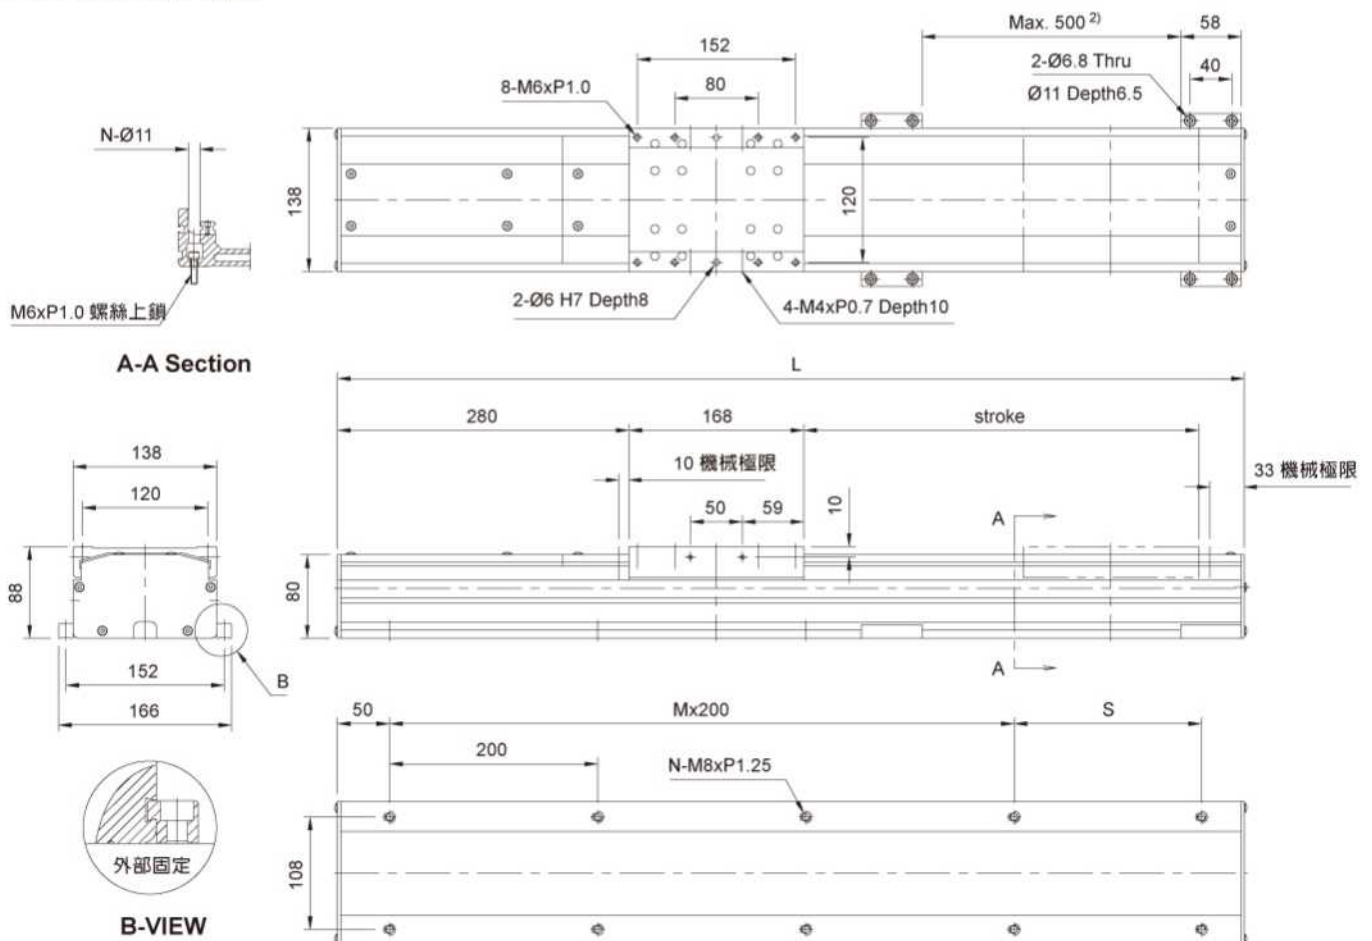 Max. 500 2)
58
152
2-Ø6.8 Thru
40
8-M6xP1.0
80
Ø11 Depth6.5
N-Ø11
138
120
2-Ø6 H7 Depth8
4-M4xP0.7 Depth10
M6xP1.0 螺絲上鎖
A-A Section
L
280
168
stroke
138
10 機械極限
33 機械極限
120
50
59
10
A
88
80
152
A
B
166
50
Mx200
S
200
N-M8xP1.25
外部固定
108
B-VIEW